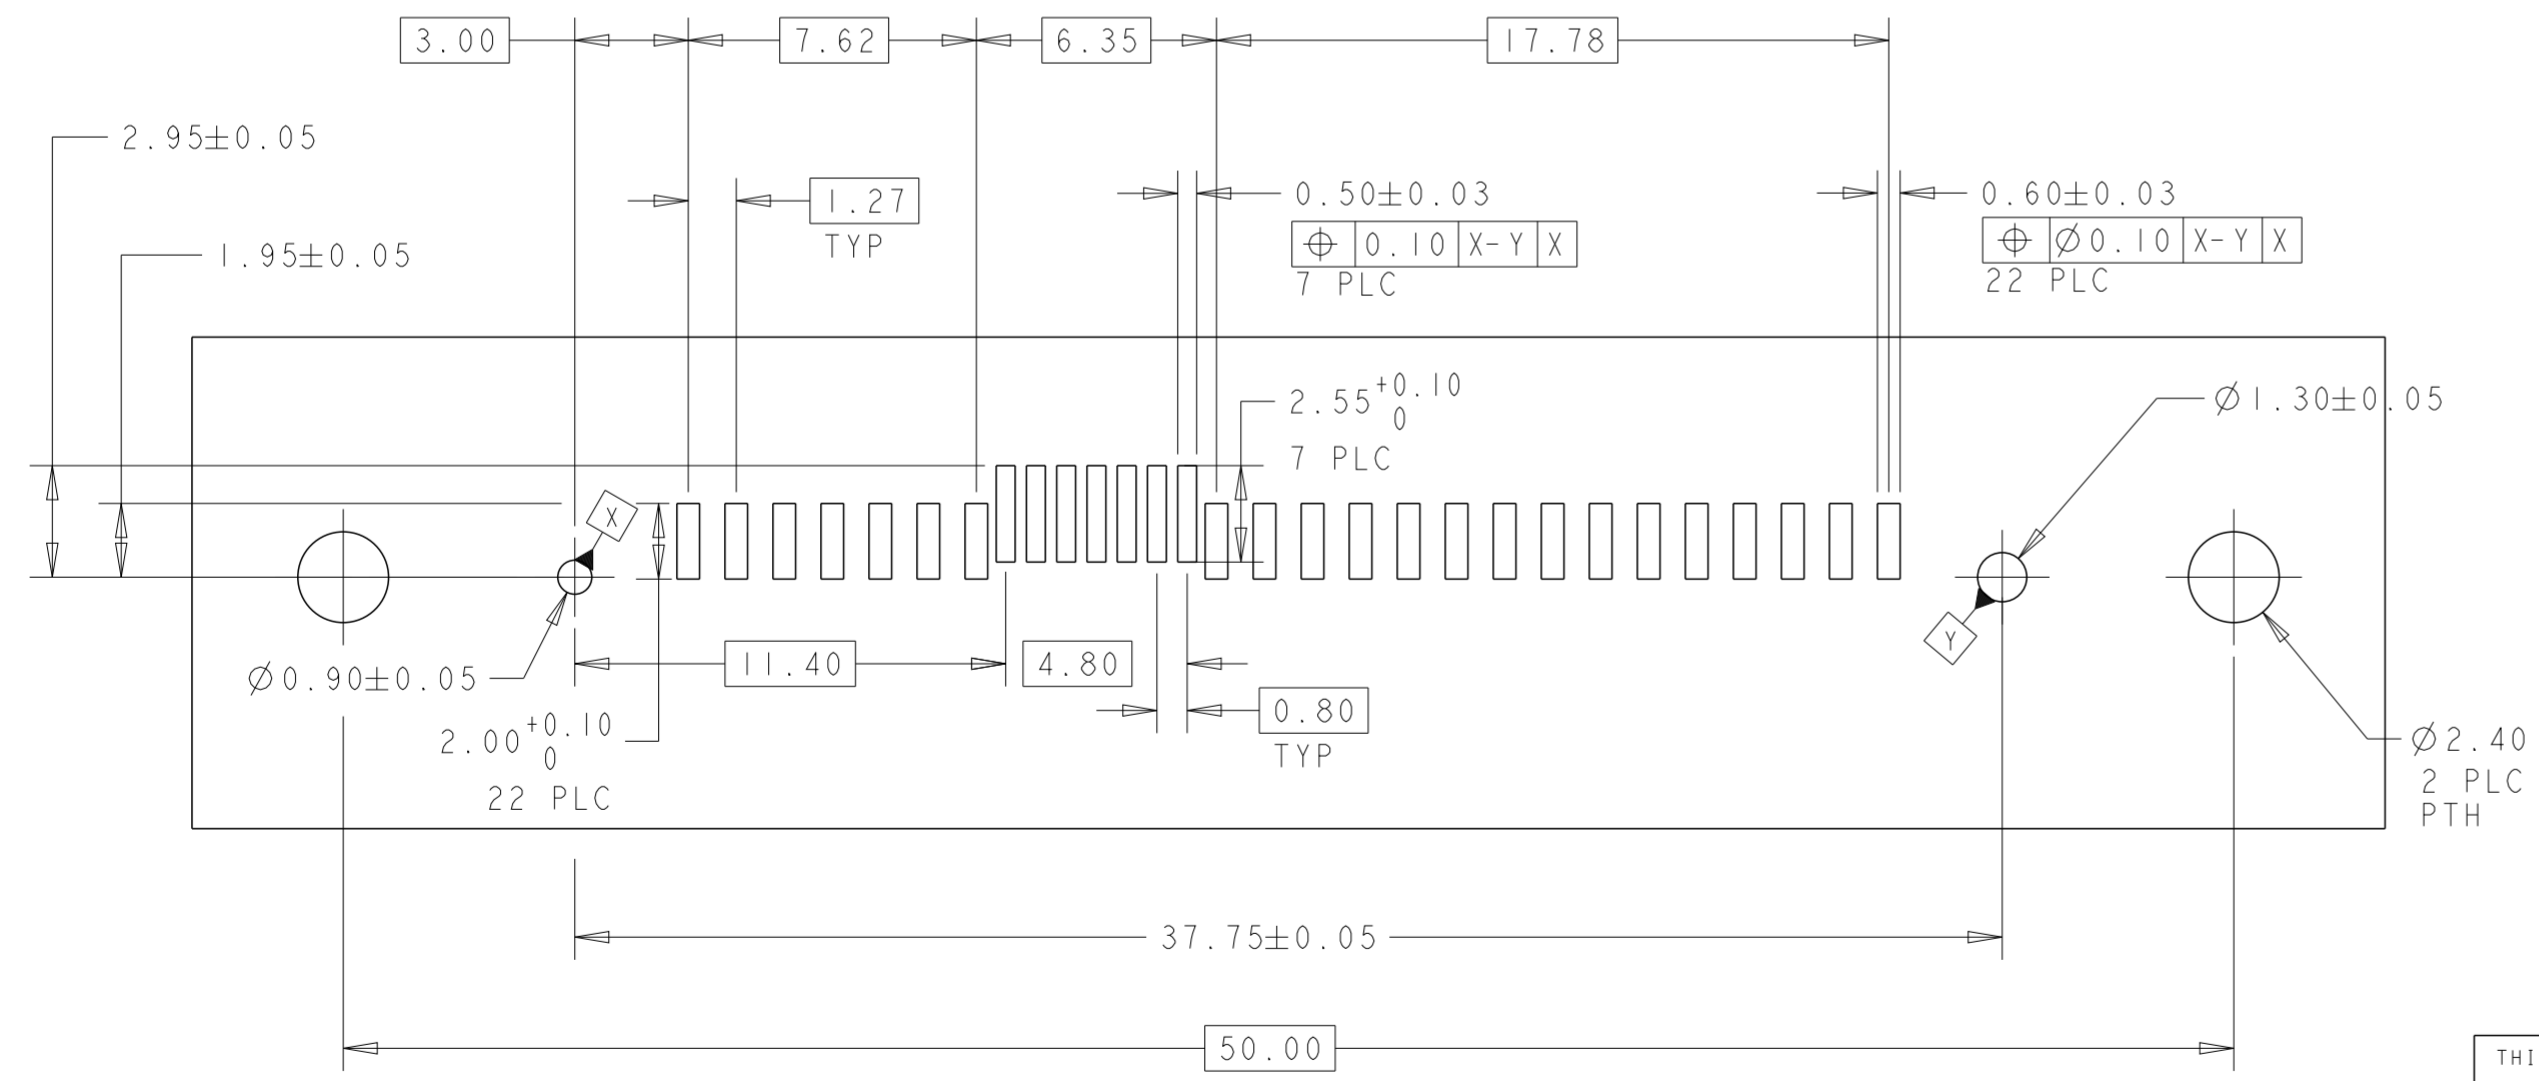 3.00
7.62
6.35
17.78
2.95±0.05
1.27
TYP
0.50±0.03
⌖ 0.10 X-Y X
7 PLC
0.60±0.03
⌖ Ø0.10 X-Y X
22 PLC
1.95±0.05
2.55 +0.10 0
7 PLC
Ø1.30±0.05
X
Y
Ø0.90±0.05
11.40
4.80
0.80
TYP
2.00 +0.10 0
22 PLC
Ø2.40
2 PLC
PTH
37.75±0.05
50.00
THI